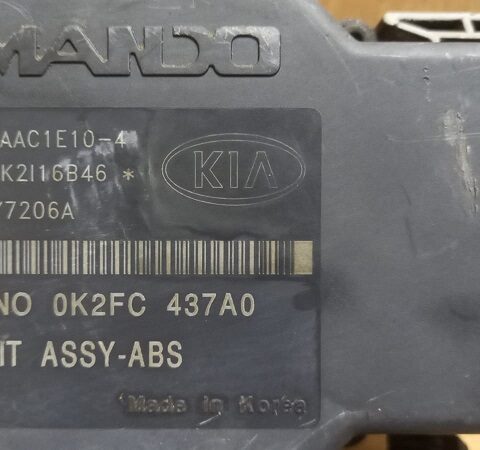 MANDO
AAC1E10-4
K2I16B46 *
KIA
Y7206A
NO 0K2FC 437A0
IT ASSY-ABS
Made in Korea